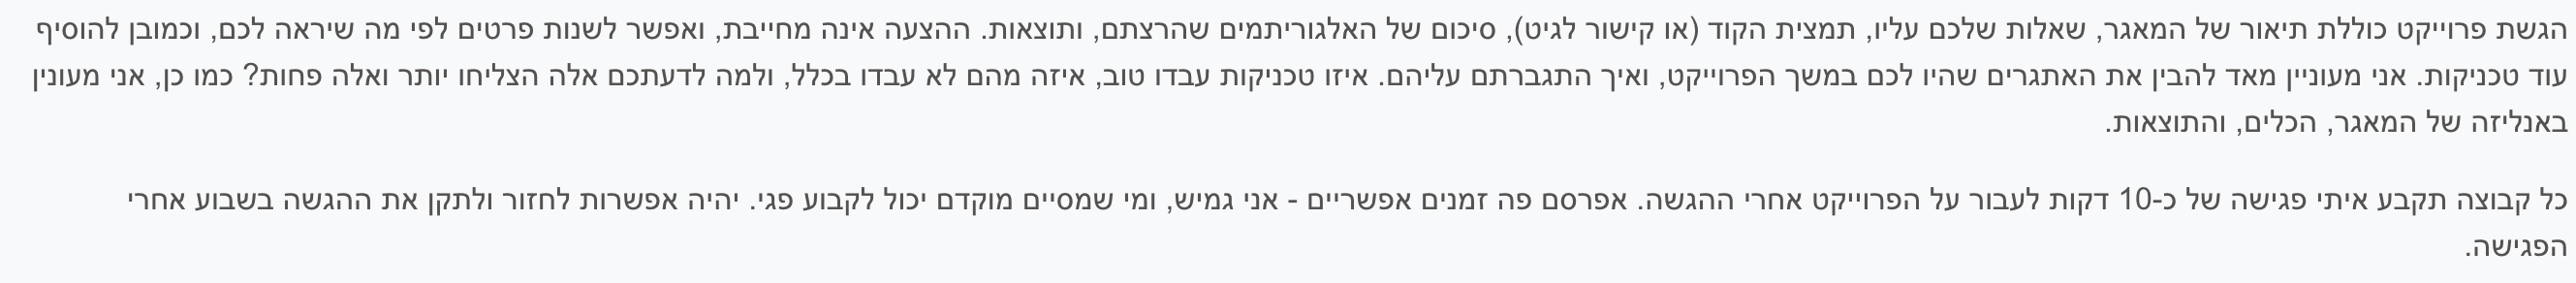 הגשת פרוייקט כוללת תיאור של המאגר, שאלות שלכם עליו, תמצית הקוד (או קישור לגיט), סיכום של האלגוריתמים שהרצתם, ותוצאות. ההצעה אינה מחייבת, ואפשר לשנות פרטים לפי מה שיראה לכם, וכמובן להוסיף
עוד טכניקות. אני מעוניין מאד להבין את האתגרים שהיו לכם במשך הפרוייקט, ואיך התגברתם עליהם. איזו טכניקות עבדו טוב, איזה מהם לא עבדו בכלל, ולמה לדעתכם אלה הצליחו יותר ואלה פחות? כמו כן, אני מעונין
באנליזה של המאגר, הכלים, והתוצאות.
כל קבוצה תקבע איתי פגישה של כ-10 דקות לעבור על הפרוייקט אחרי ההגשה. אפרסם פה זמנים אפשריים - אני גמיש, ומי שמסיים מוקדם יכול לקבוע פגי. יהיה אפשרות לחזור ולתקן את ההגשה בשבוע אחרי
הפגישה.